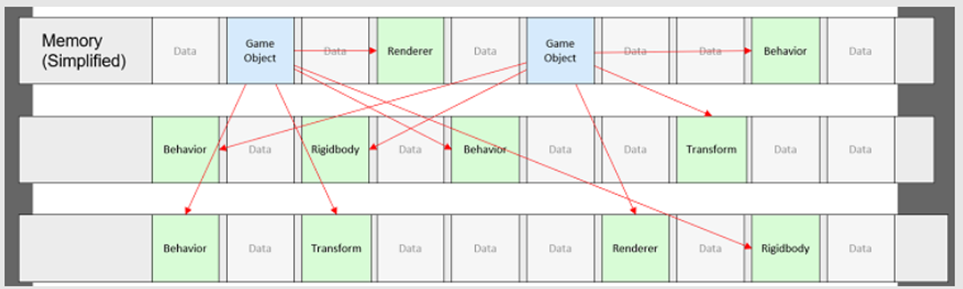 Memory
(Simplified)
Data
Game
Object
Data
Renderer
Data
Game
Object
Data
Data
Behavior
Data
Behavior
Data
Rigidbody
Data
Behavior
Data
Data
Transform
Data
Data
Behavior
Data
Transform
Data
Data
Data
Renderer
Data
Rigidbody
Data